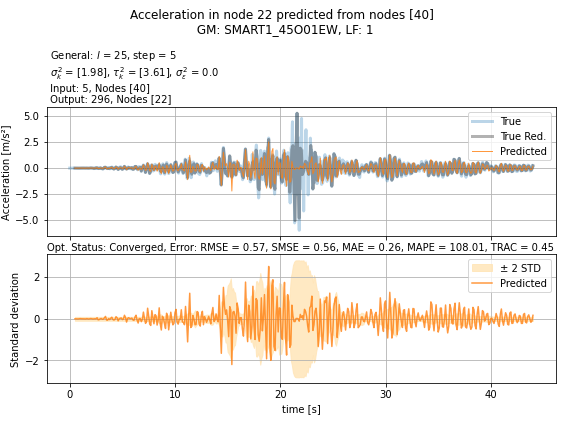 Acceleration in node 22 predicted from nodes [40]
GM: SMART1_45O01EW, LF: 1
General: l = 25, step = 5
σ²ₖ = [1.98], τ²ₖ = [3.61], σ²ₑ = 0.0
Input: 5, Nodes [40]
Output: 296, Nodes [22]
Acceleration [m/s²]
5.0
2.5
0.0
−2.5
−5.0
True
True Red.
Predicted
Opt. Status: Converged, Error: RMSE = 0.57, SMSE = 0.56, MAE = 0.26, MAPE = 108.01, TRAC = 0.45
Standard deviation
2
0
−2
± 2 STD
Predicted
0 10 20 30 40
time [s]